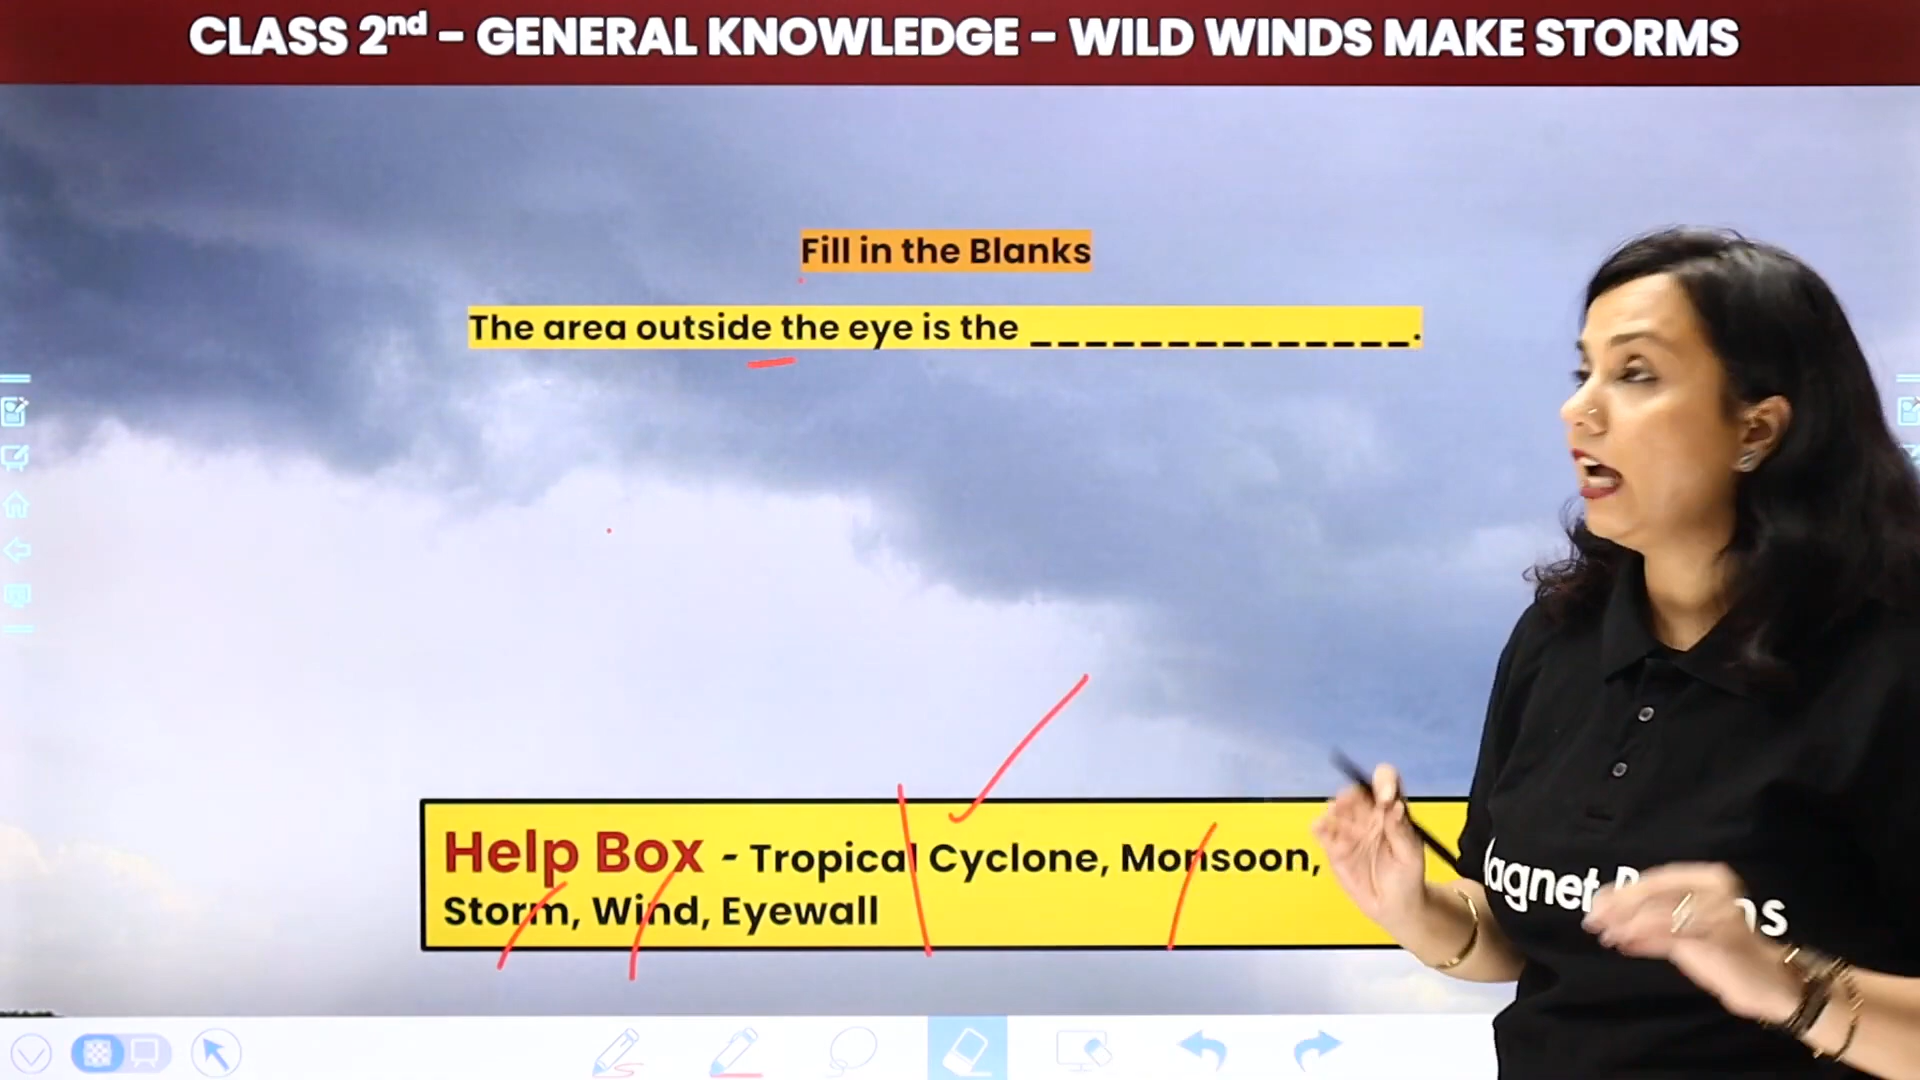 CLASS 2nd - GENERAL KNOWLEDGE - WILD WINDS MAKE STORMS
Fill in the Blanks
The area outside the eye is the ______________.
Help Box - Tropical Cyclone, Monsoon,
Storm, Wind, Eyewall